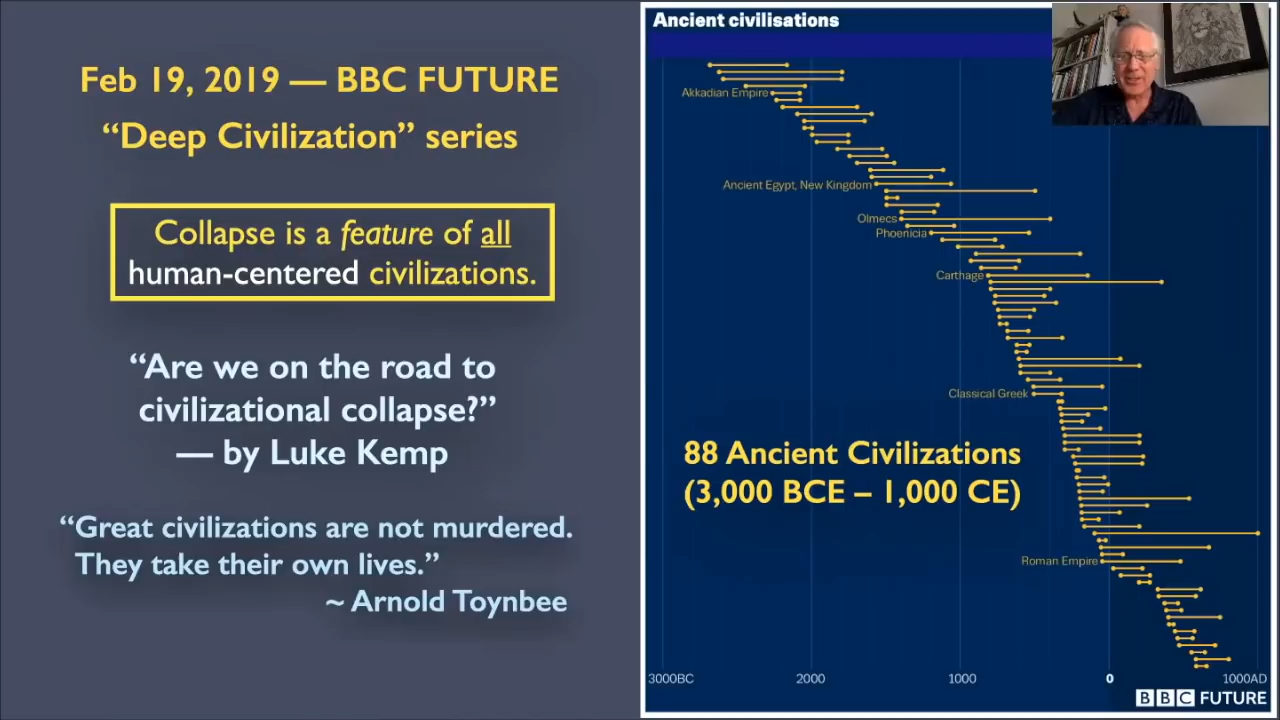 Feb 19, 2019 — BBC FUTURE
“Deep Civilization” series
Collapse is a feature of all
human-centered civilizations.
“Are we on the road to
civilizational collapse?”
— by Luke Kemp
“Great civilizations are not murdered.
They take their own lives.”
~ Arnold Toynbee
Ancient civilisations
Akkadian Empire
Ancient Egypt, New Kingdom
Olmecs
Phoenicia
Carthage
Classical Greek
88 Ancient Civilizations
(3,000 BCE – 1,000 CE)
Roman Empire
3000BC 2000 1000 0 1000AD
BBC FUTURE